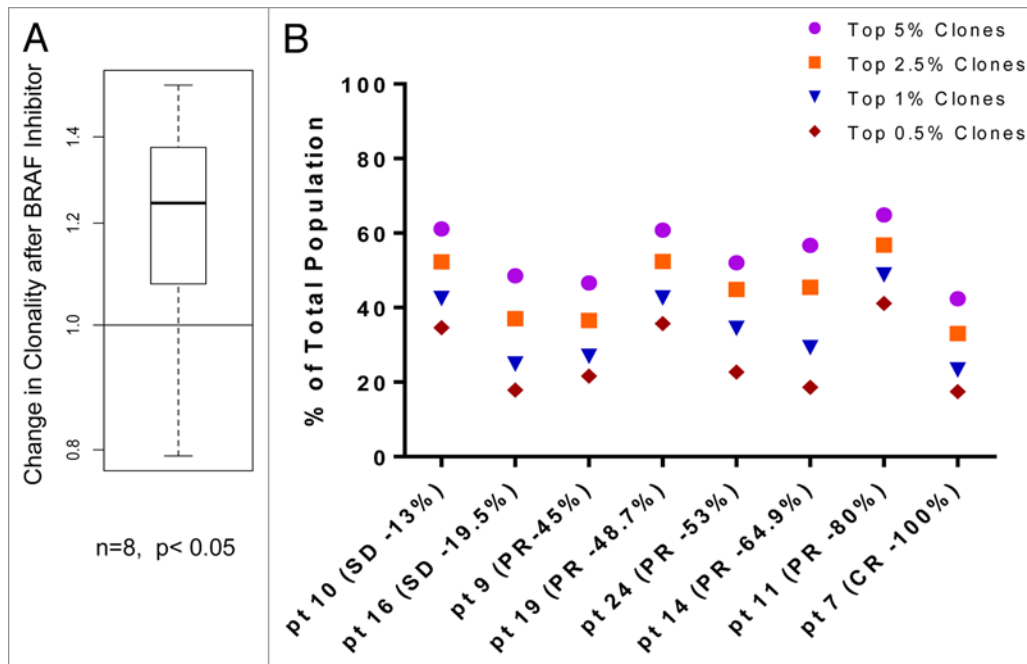 A
Change in Clonality after BRAF Inhibitor
1.4
1.2
1.0
0.8
n=8, p< 0.05
B
Top 5% Clones
Top 2.5% Clones
Top 1% Clones
Top 0.5% Clones
% of Total Population
100
80
60
40
20
0
pt 10 (SD -13%)
pt 16 (SD -19.5%)
pt 9 (PR-45%)
pt 19 (PR -48.7%)
pt 24 (PR -53%)
pt 14 (PR -64.9%)
pt 11 (PR -80%)
pt 7 (CR -100%)